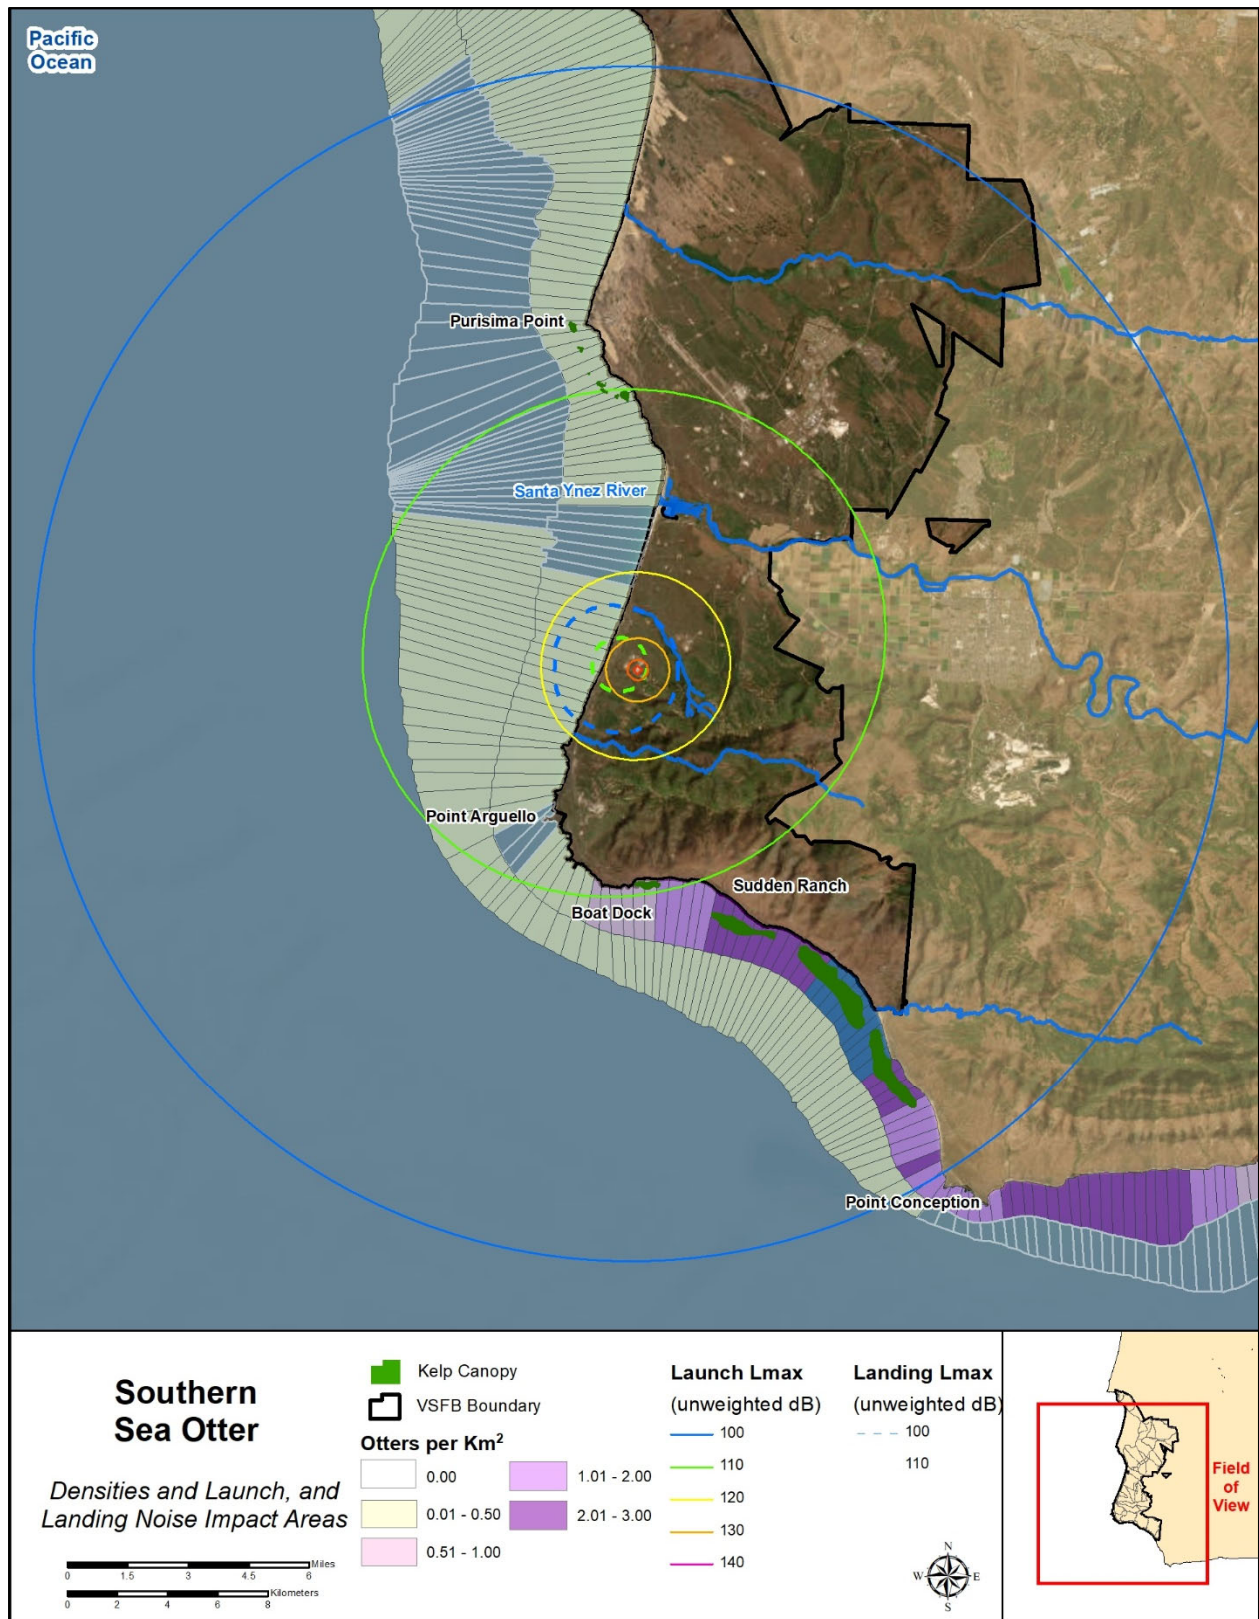 Pacific
Ocean
Purisima Point
Santa Ynez River
Point Arguello
Sudden Ranch
Boat Dock
Point Conception
Southern
Sea Otter
Densities and Launch, and
Landing Noise Impact Areas
0 1.5 3 4.5 6 Miles
0 2 4 6 8 Kilometers
Kelp Canopy
VSFB Boundary
Otters per Km²
0.00
0.01 - 0.50
0.51 - 1.00
1.01 - 2.00
2.01 - 3.00
Launch Lmax
(unweighted dB)
100
110
120
130
140
Landing Lmax
(unweighted dB)
100
110
N
W E
S
Field
of
View